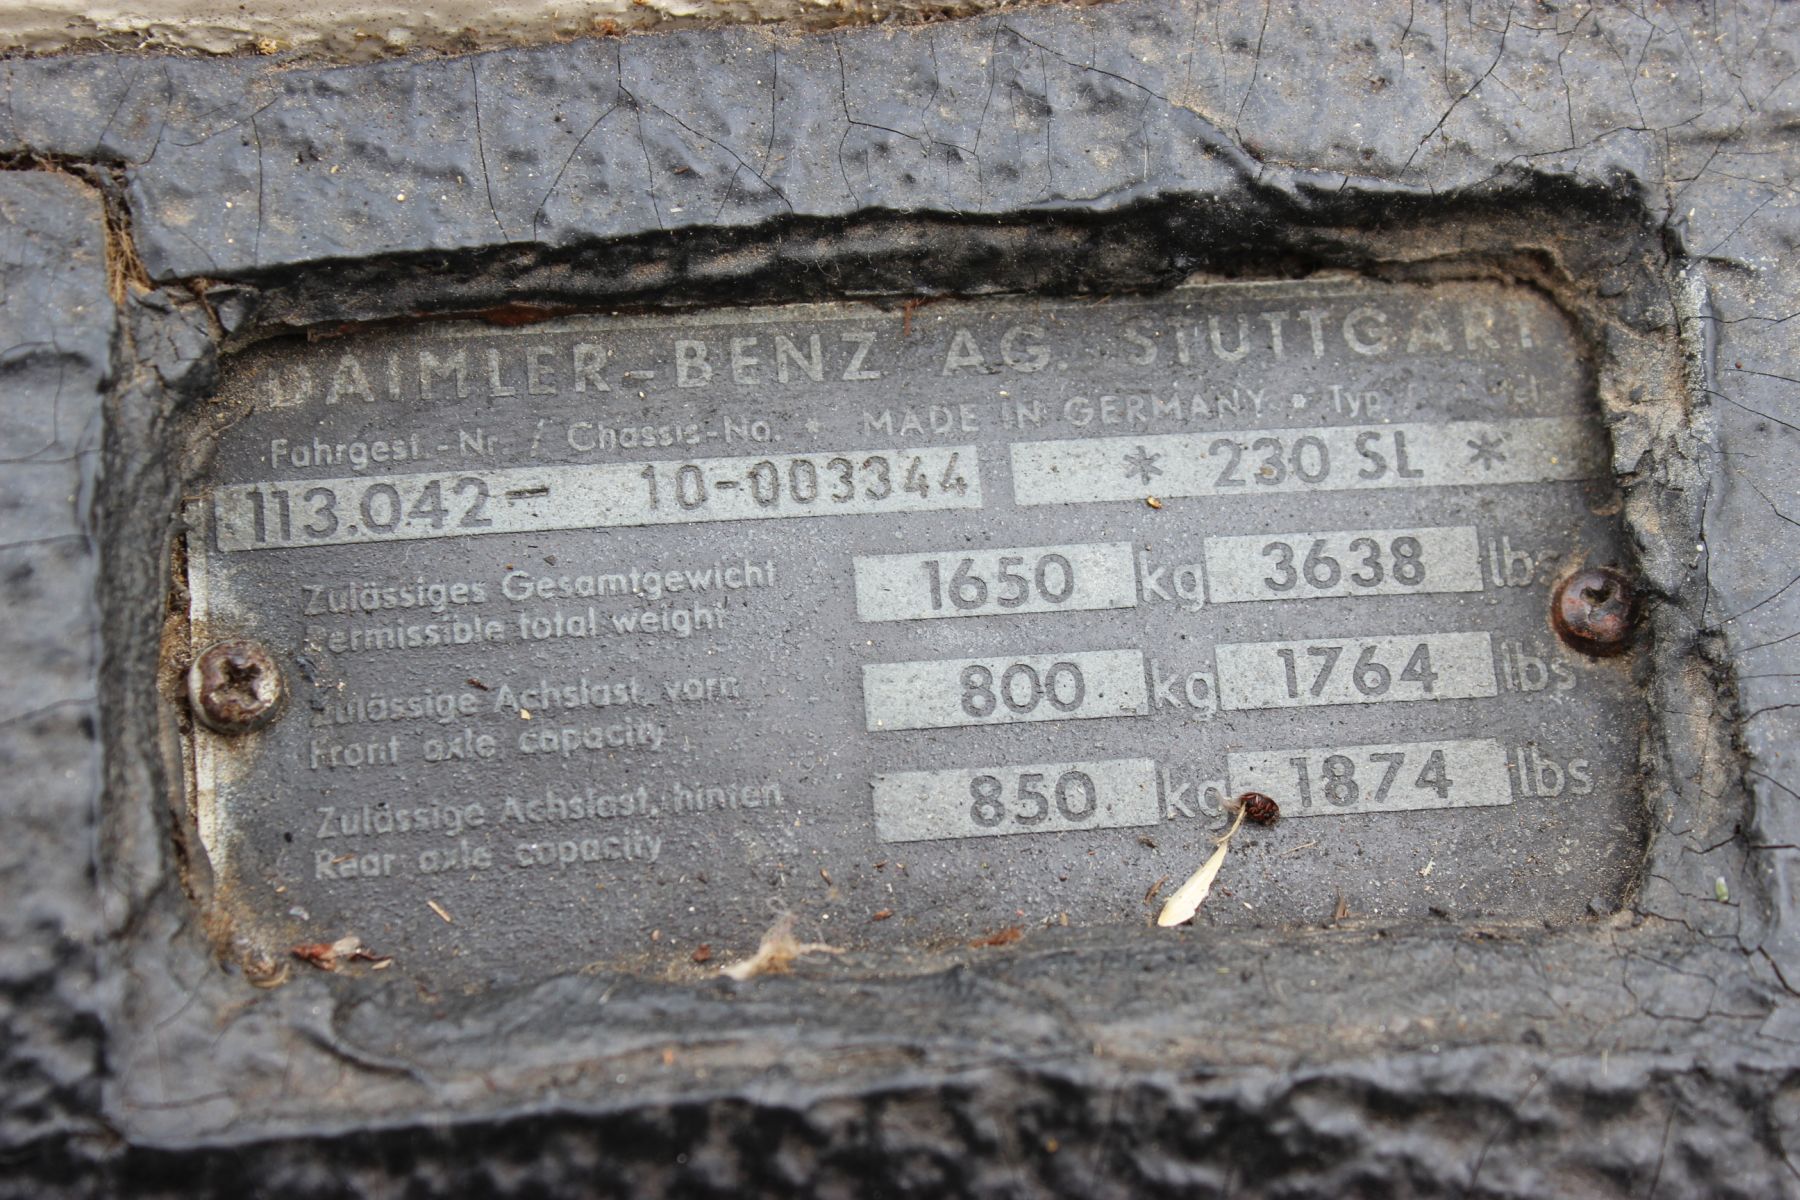 DAIMLER-BENZ AG. STUTTGART
Fahrgest.-Nr. / Chassis-No. * MADE IN GERMANY * Typ /
113.042- 10-003344 * 230 SL *
Zulässiges Gesamtgewicht 1650 kg 3638 lbs
Permissible total weight
Zulässige Achslast, vorn 800 kg 1764 lbs
Front axle capacity
Zulässige Achslast, hinten 850 kg 1874 lbs
Rear axle capacity